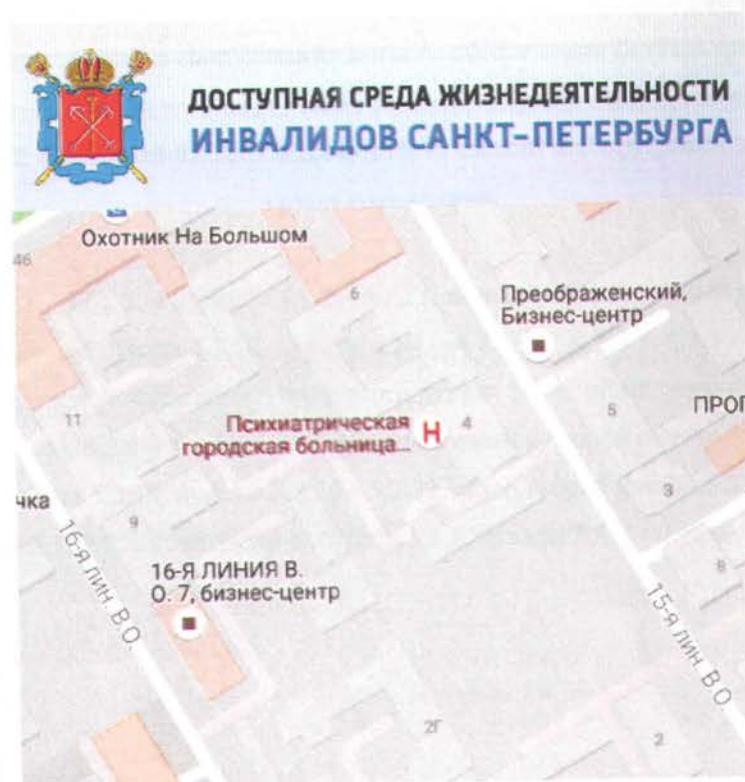 ДОСТУПНАЯ СРЕДА ЖИЗНЕДЕЯТЕЛЬНОСТИ
ИНВАЛИДОВ САНКТ-ПЕТЕРБУРГА
Охотник На Большом
46
6
Преображенский,
Бизнес-центр
11
Психиатрическая
городская больница...
H
4
5
ПРОГ
3
чка
9
16-я лин. В.О.
16-Я ЛИНИЯ В.
О. 7, бизнес-центр
8
15-я лин. В.О.
2Г
2